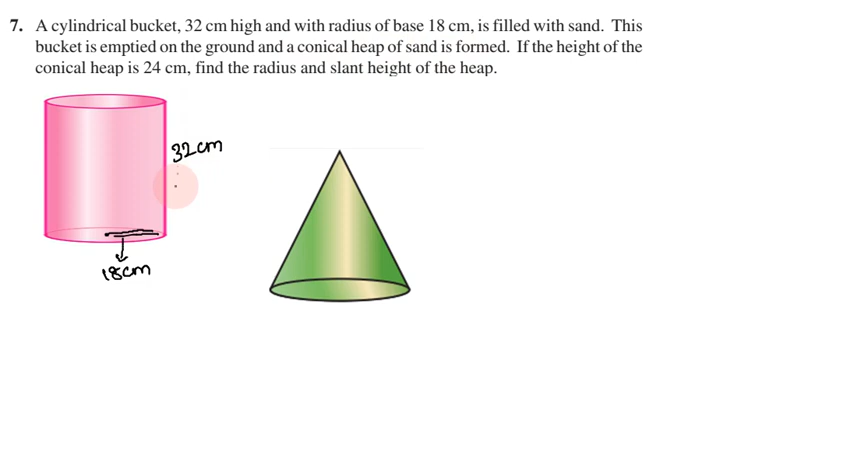 7. A cylindrical bucket, 32 cm high and with radius of base 18 cm, is filled with sand. This
bucket is emptied on the ground and a conical heap of sand is formed. If the height of the
conical heap is 24 cm, find the radius and slant height of the heap.
32cm
18cm